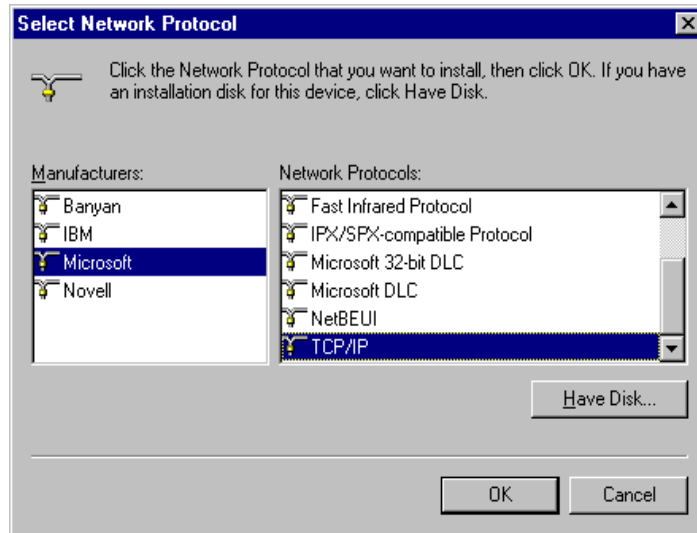 Select Network Protocol
Click the Network Protocol that you want to install, then click OK. If you have
an installation disk for this device, click Have Disk.
Manufacturers:
Banyan
IBM
Microsoft
Novell
Network Protocols:
Fast Infrared Protocol
IPX/SPX-compatible Protocol
Microsoft 32-bit DLC
Microsoft DLC
NetBEUI
TCP/IP
Have Disk...
OK
Cancel